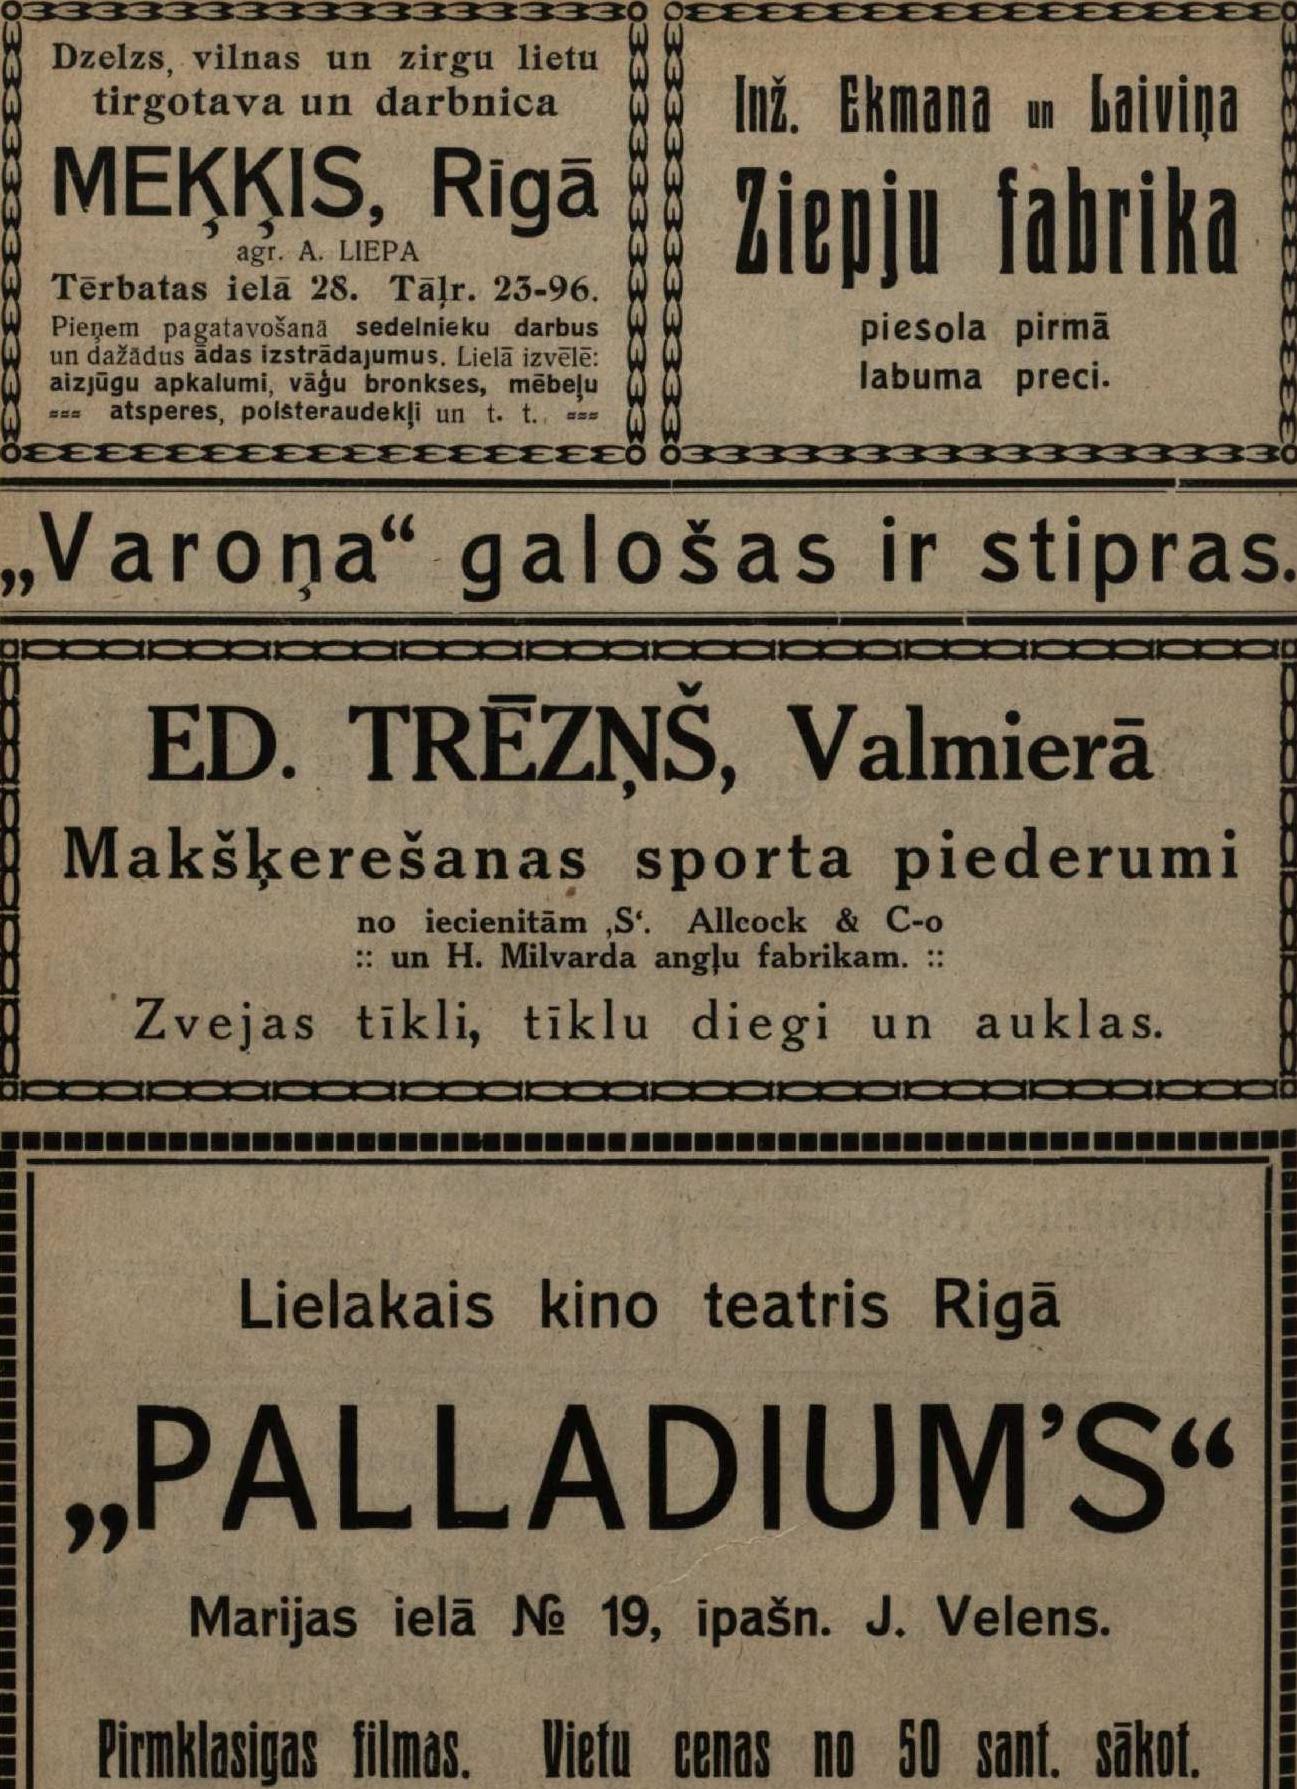 Dzelzs, vilnas un zirgu lietu
tirgotava un darbnica
MEĶĶIS, Rīgā
agr. A. LIEPA
Tērbatas ielā 28. Tāļr. 23-96.
Pieņem pagatavošanā sedelnieku darbus
un dažādus ādas izstrādajumus. Lielā izvēlē:
aizjūgu apkalumi, vāģu bronkses, mēbeļu
=== atsperes, polsteraudekļi un t. t. ===
Inž. Ekmana un Laiviņa
Ziepju fabrika
piesola pirmā
labuma preci.
„Varoņa“ galošas ir stipras.
ED. TRĒZŅŠ, Valmierā
Makšķerešanas sporta piederumi
no iecienitām ‚S‘. Allcock & C-o
:: un H. Milvarda angļu fabrikam. ::
Zvejas tīkli, tīklu diegi un auklas.
Lielakais kino teatris Rigā
„PALLADIUM’S“
Marijas ielā № 19, ipašn. J. Velens.
Pirmklasigas filmas. Vietu cenas no 50 sant. sākot.